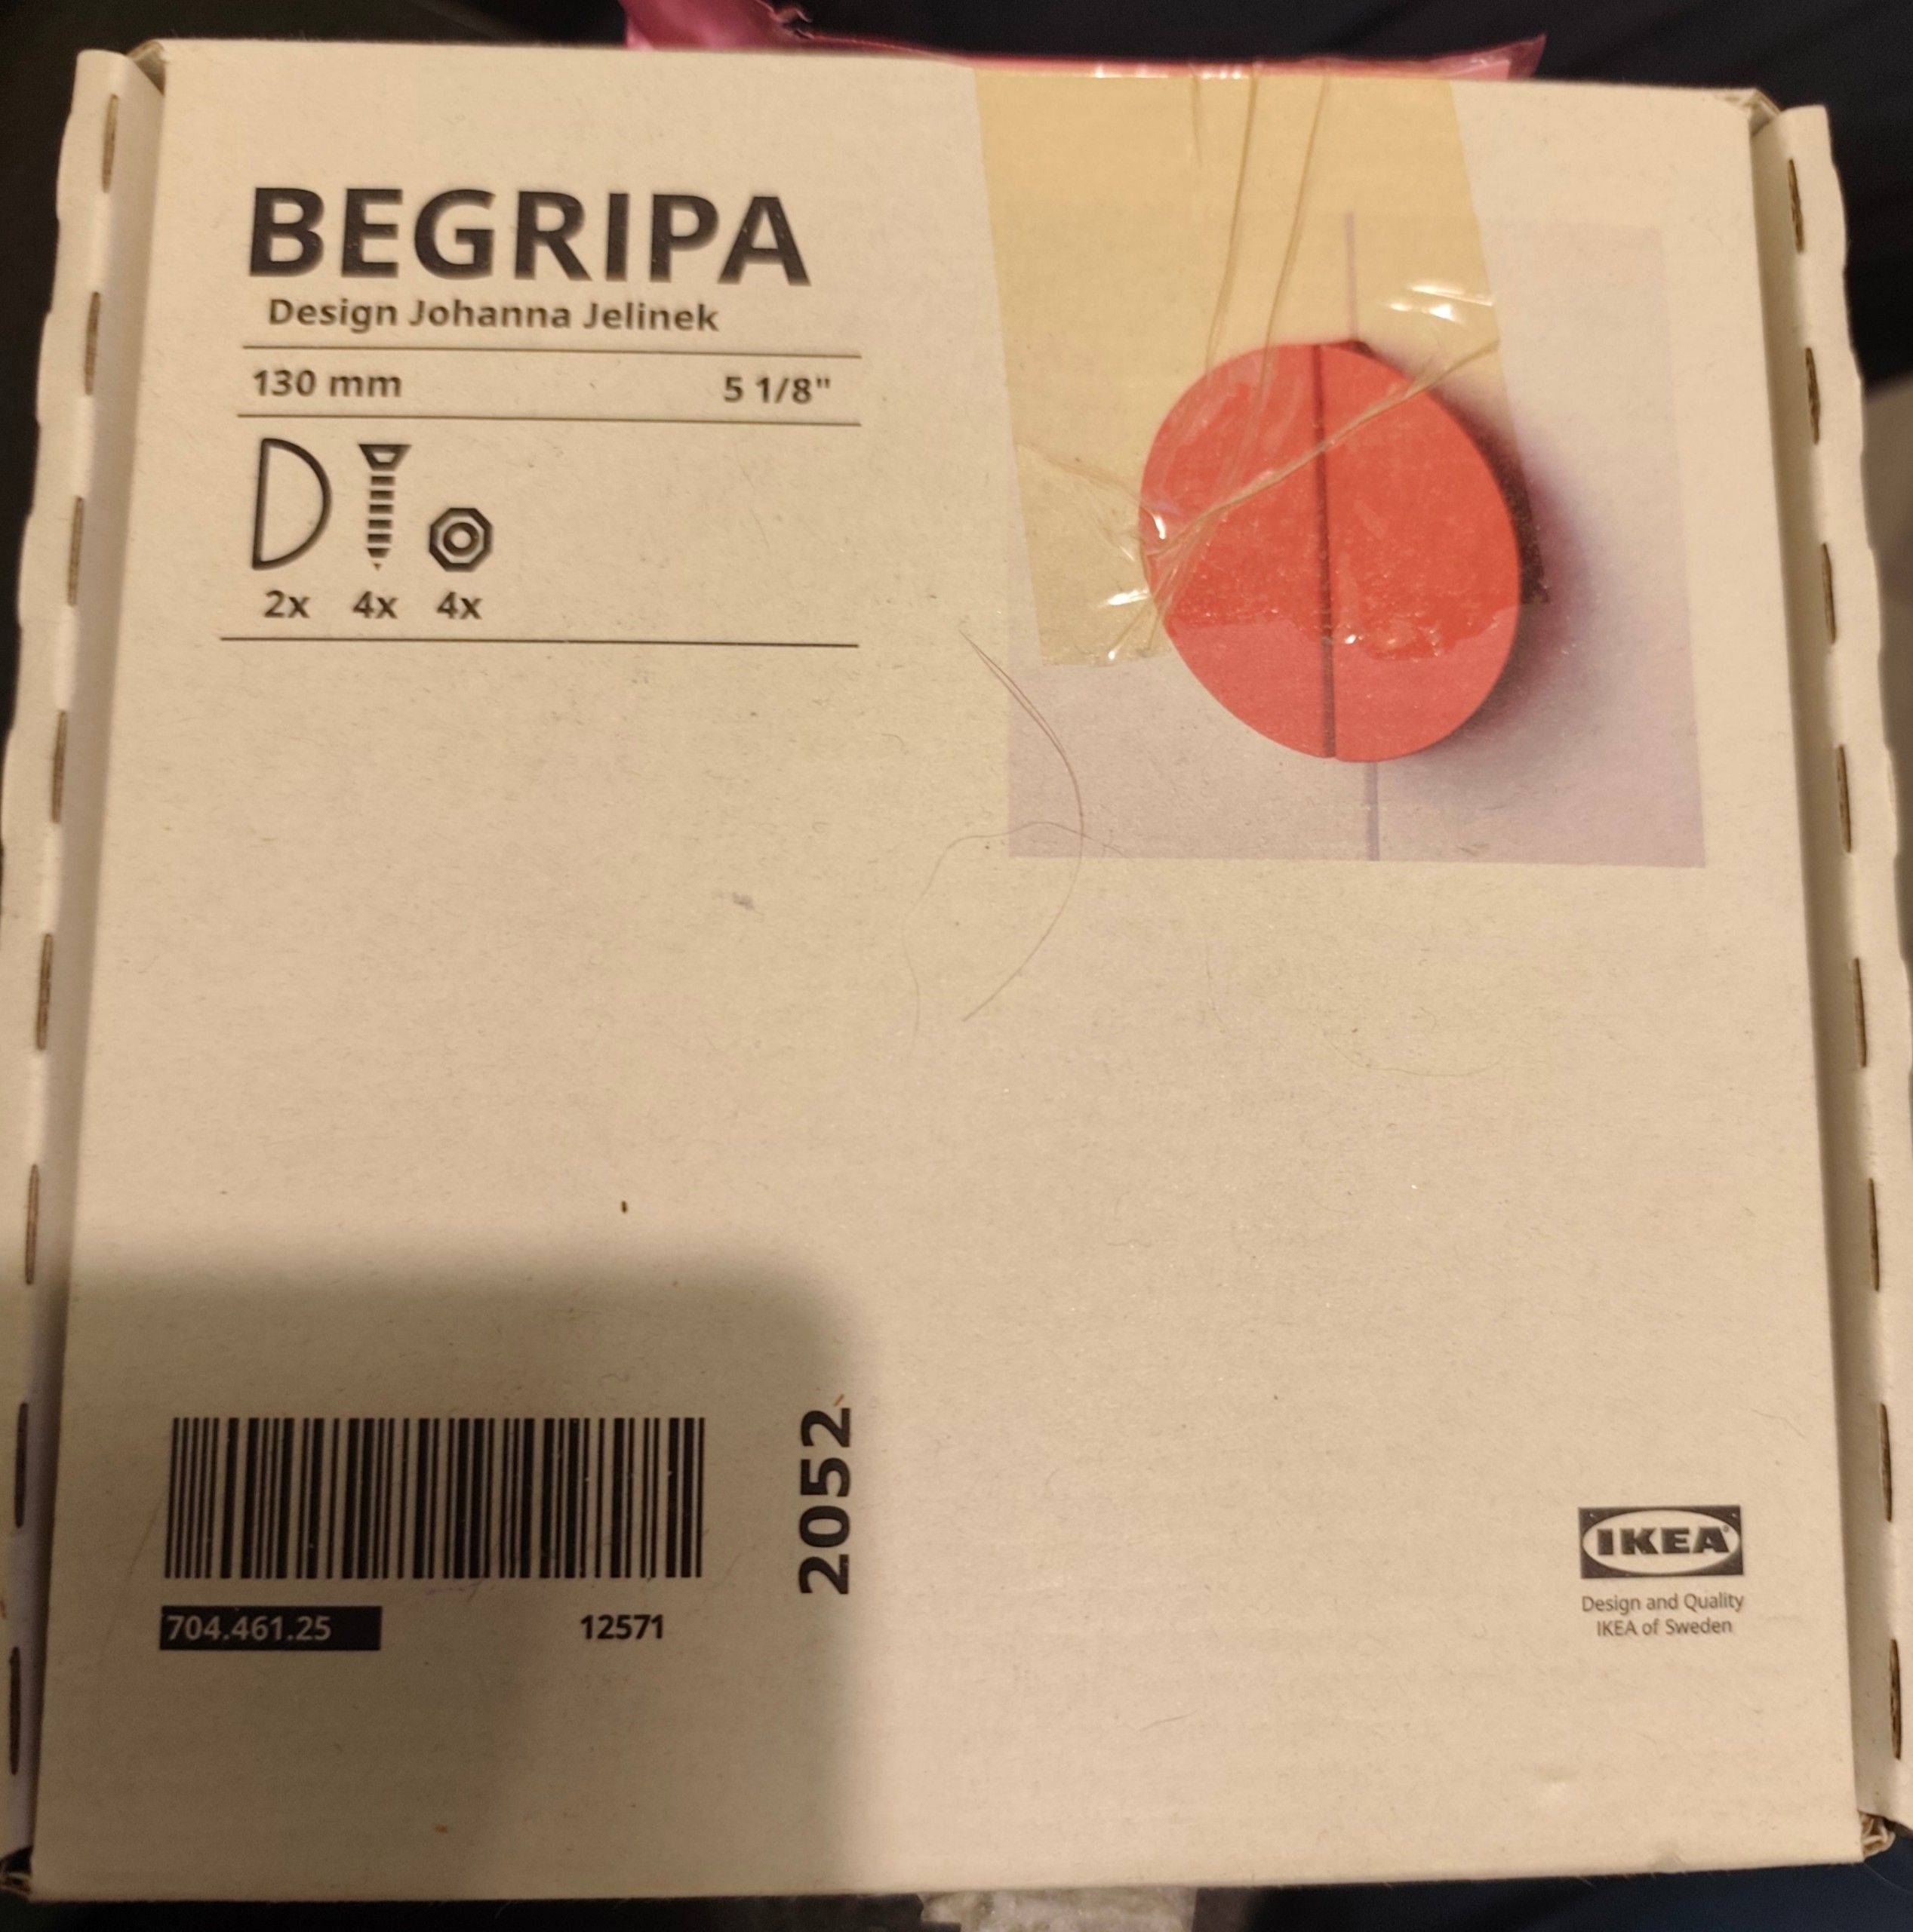 BEGRIPA
Design Johanna Jelinek
130 mm 5 1/8"
2x 4x 4x
2052
704.461.25 12571
IKEA®
Design and Quality
IKEA of Sweden